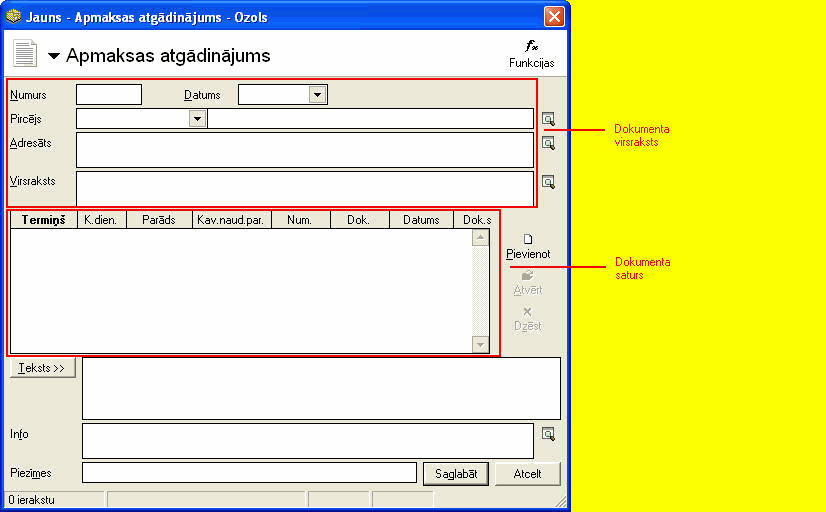 Jauns - Apmaksas atgādinājums - Ozols
Apmaksas atgādinājums
Funkcijas
Numurs Datums
Pircējs
Adresāts
Virsraksts
Dokumenta
virsraksts
Termiņš K.dien. Parāds Kav.naud.par. Num. Dok. Datums Dok.s
Pievienot
Atvērt
Dzēst
Dokumenta
saturs
Teksts >>
Info
Piezīmes Saglabāt Atcelt
0 ierakstu